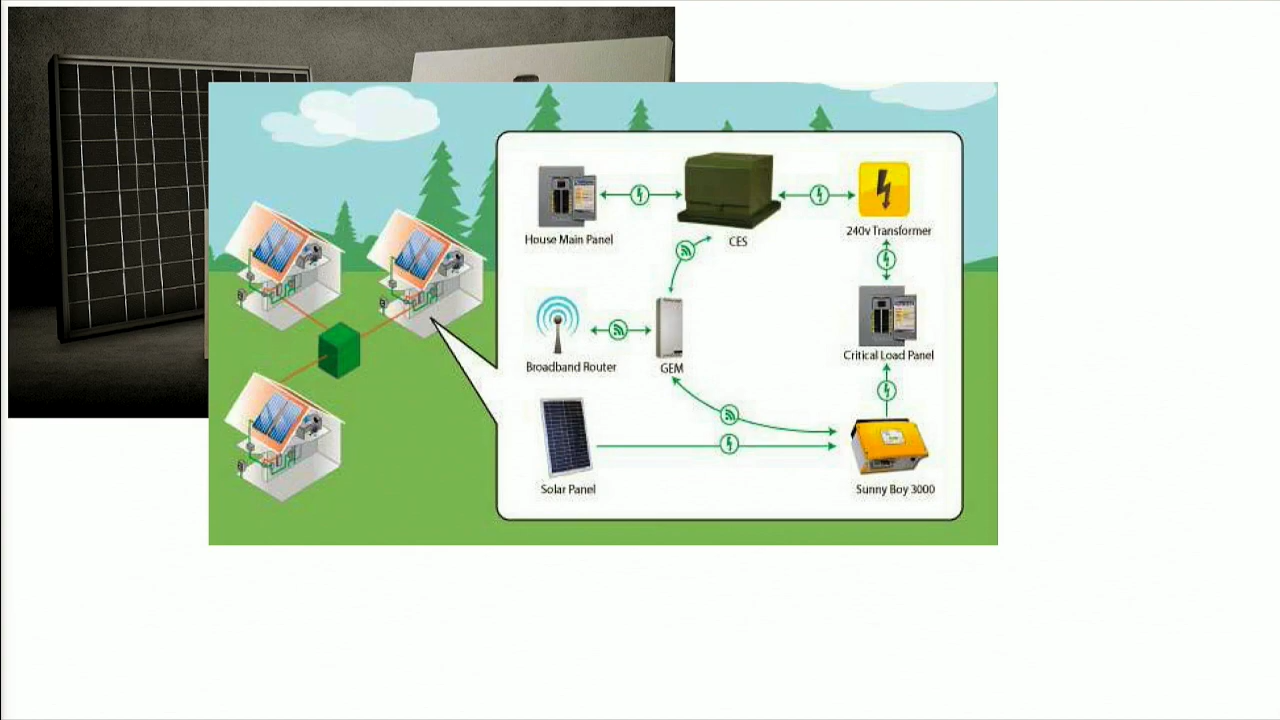 House Main Panel
CES
240v Transformer
Broadband Router
GEM
Critical Load Panel
Solar Panel
Sunny Boy 3000